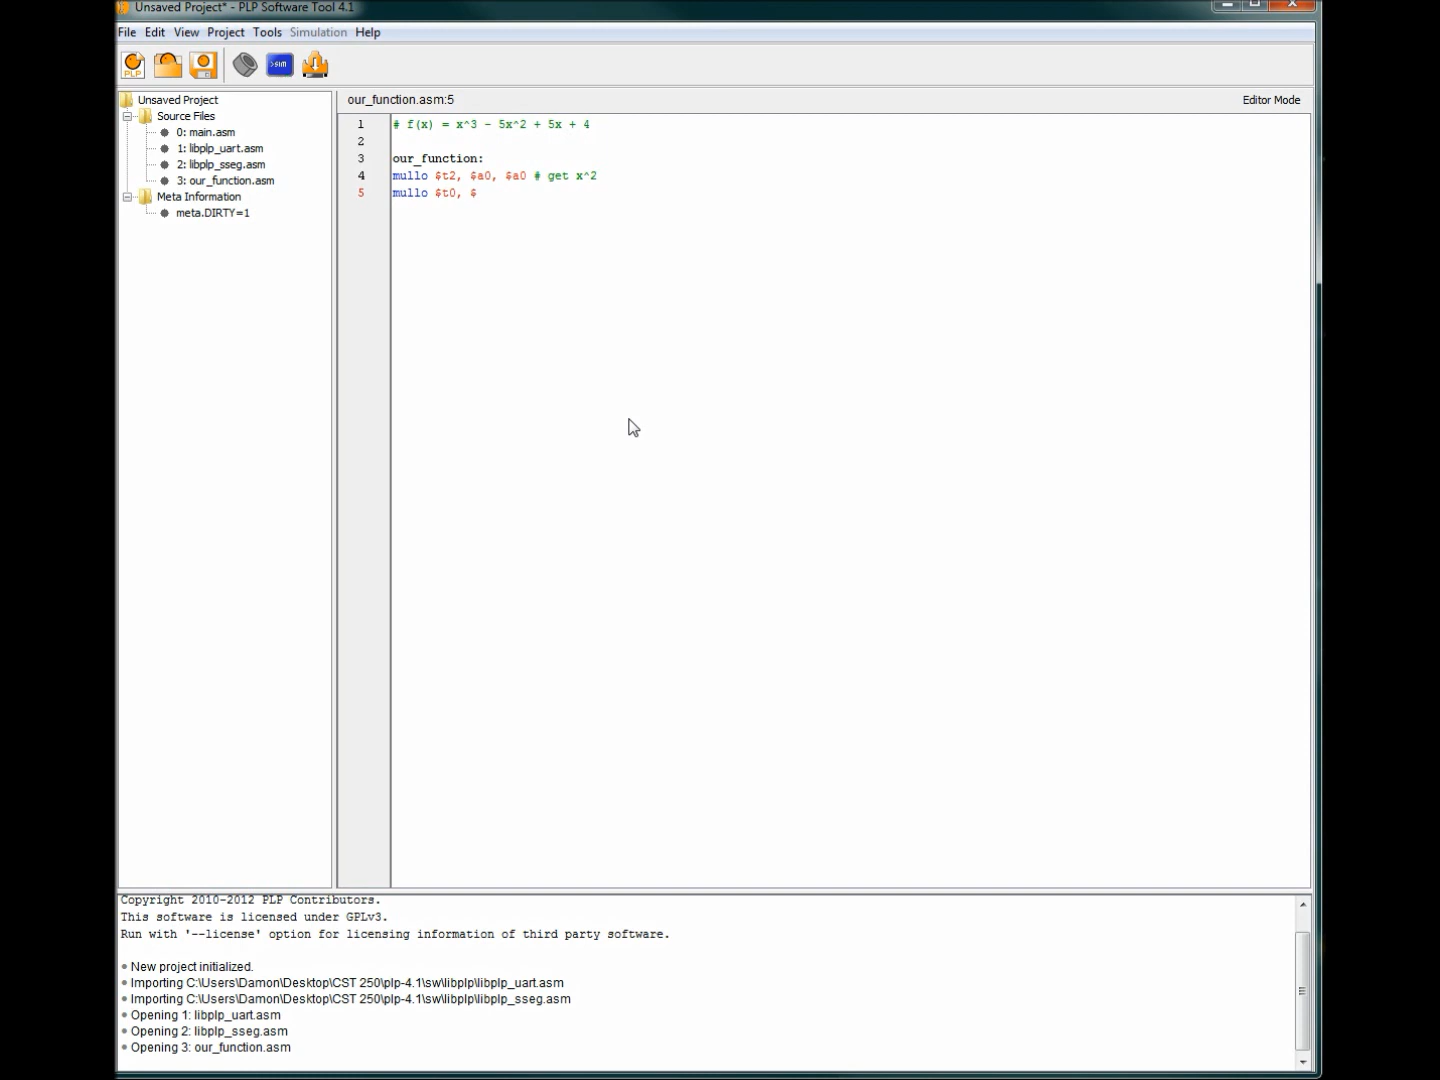 Unsaved Project* - PLP Software Tool 4.1
File Edit View Project Tools Simulation Help
PLP
>sim
Unsaved Project
Source Files
0: main.asm
1: libplp_uart.asm
2: libplp_sseg.asm
3: our_function.asm
Meta Information
meta.DIRTY=1
our_function.asm:5
Editor Mode
1 # f(x) = x^3 - 5x^2 + 5x + 4
2
3 our_function:
4 mullo $t2, $a0, $a0 # get x^2
5 mullo $t0, $
Copyright 2010-2012 PLP Contributors.
This software is licensed under GPLv3.
Run with '--license' option for licensing information of third party software.
New project initialized.
Importing C:\Users\Damon\Desktop\CST 250\plp-4.1\sw\libplp\libplp_uart.asm
Importing C:\Users\Damon\Desktop\CST 250\plp-4.1\sw\libplp\libplp_sseg.asm
Opening 1: libplp_uart.asm
Opening 2: libplp_sseg.asm
Opening 3: our_function.asm